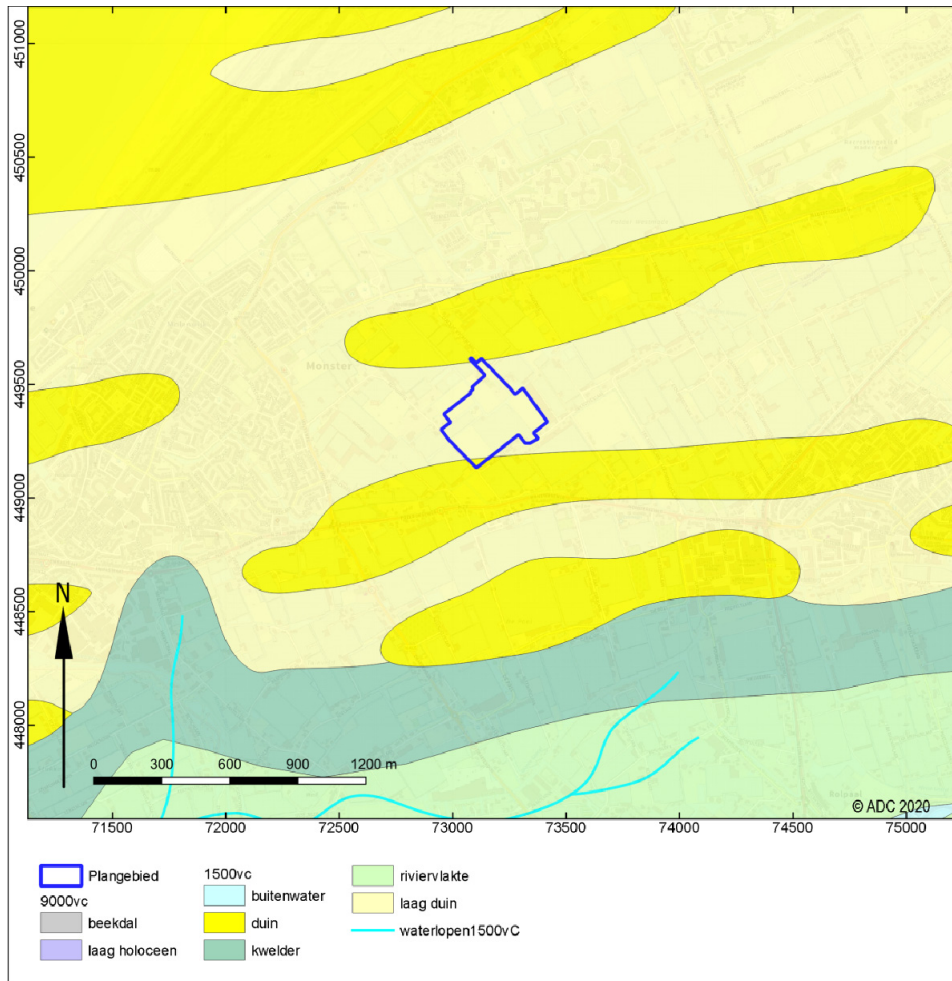 451000
450500
450000
449500
449000
448500
448000
Monster
N
0 300 600 900 1200 m
© ADC 2020
71500 72000 72500 73000 73500 74000 74500 75000
Plangebied
9000vc
beekdal
laag holoceen
1500vc
buitenwater
duin
kwelder
riviervlakte
laag duin
waterlopen1500vC